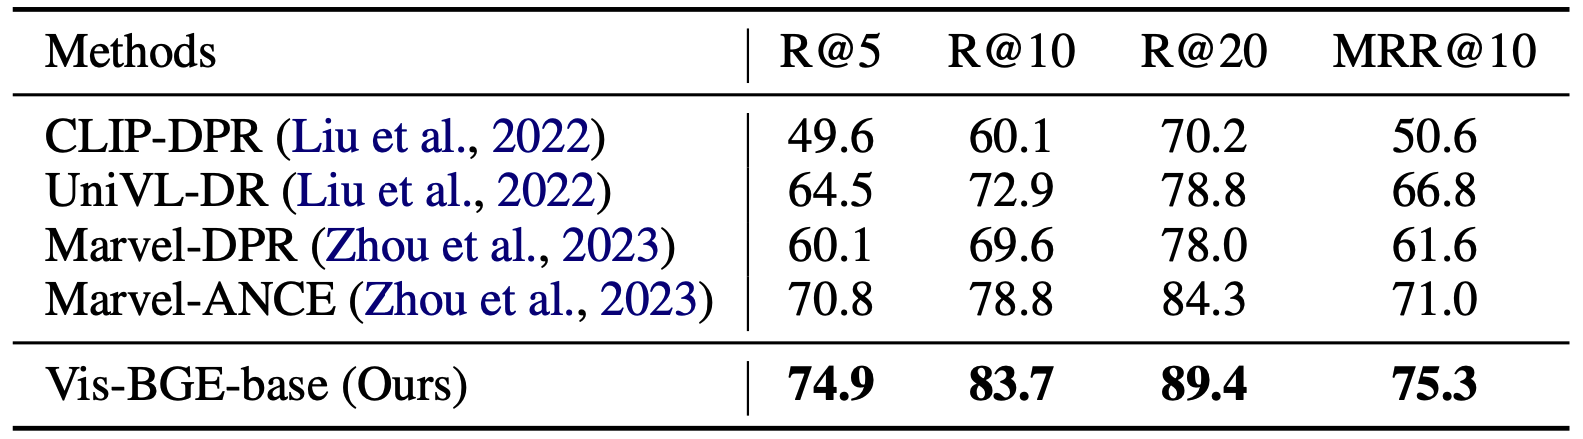 Methods R@5 R@10 R@20 MRR@10
CLIP-DPR (Liu et al., 2022) 49.6 60.1 70.2 50.6
UniVL-DR (Liu et al., 2022) 64.5 72.9 78.8 66.8
Marvel-DPR (Zhou et al., 2023) 60.1 69.6 78.0 61.6
Marvel-ANCE (Zhou et al., 2023) 70.8 78.8 84.3 71.0
Vis-BGE-base (Ours) 74.9 83.7 89.4 75.3